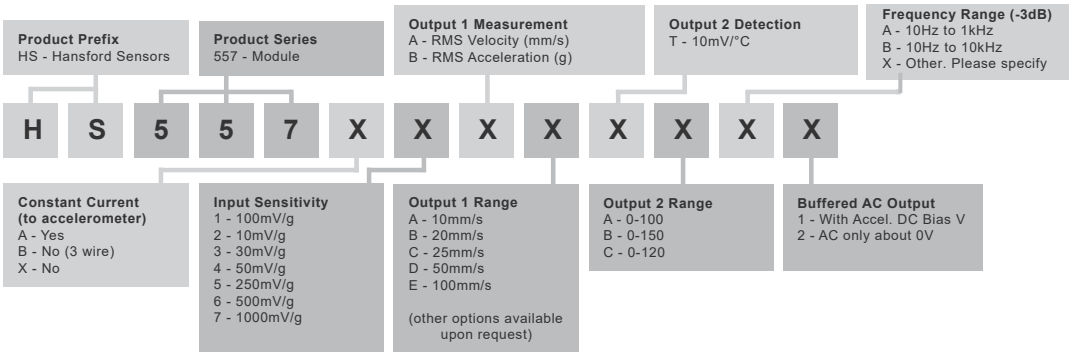 Product Prefix
HS - Hansford Sensors
Product Series
557 - Module
Output 1 Measurement
A - RMS Velocity (mm/s)
B - RMS Acceleration (g)
Output 2 Detection
T - 10mV/°C
Frequency Range (-3dB)
A - 10Hz to 1kHz
B - 10Hz to 10kHz
X - Other. Please specify
H S 5 5 7 X X X X X X X X
Constant Current
(to accelerometer)
A - Yes
B - No (3 wire)
X - No
Input Sensitivity
1 - 100mV/g
2 - 10mV/g
3 - 30mV/g
4 - 50mV/g
5 - 250mV/g
6 - 500mV/g
7 - 1000mV/g
Output 1 Range
A - 10mm/s
B - 20mm/s
C - 25mm/s
D - 50mm/s
E - 100mm/s
(other options available
upon request)
Output 2 Range
A - 0-100
B - 0-150
C - 0-120
Buffered AC Output
1 - With Accel. DC Bias V
2 - AC only about 0V